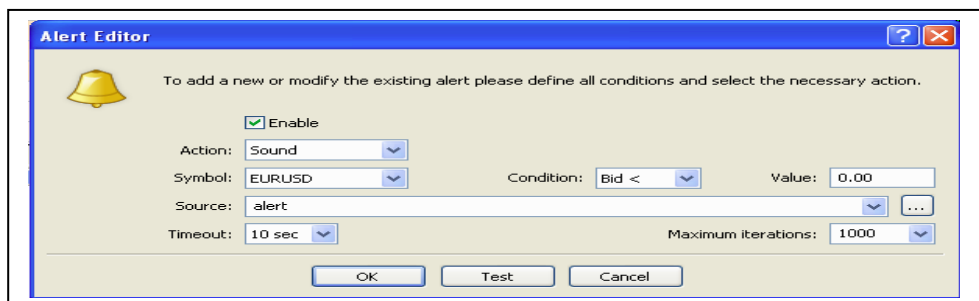 Alert Editor
To add a new or modify the existing alert please define all conditions and select the necessary action.
Enable
Action: Sound
Symbol: EURUSD Condition: Bid < Value: 0.00
Source: alert ...
Timeout: 10 sec Maximum iterations: 1000
OK Test Cancel